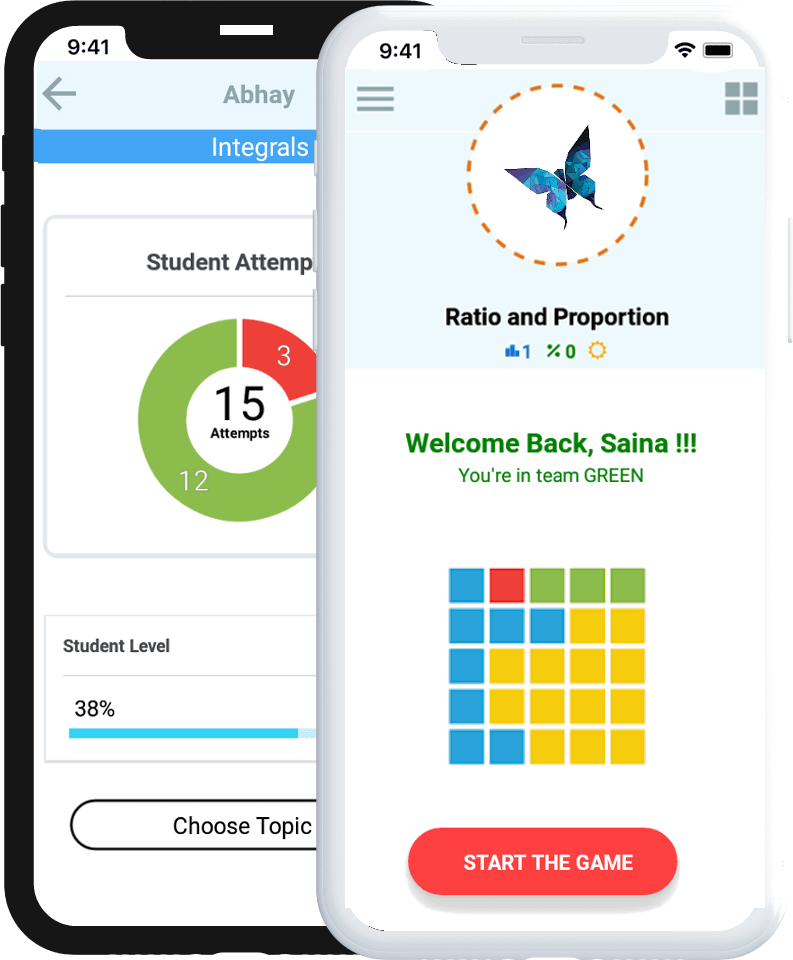 9:41
Abhay
Integrals
Student Attemp
3
15
Attempts
12
Student Level
38%
Choose Topic
9:41
Ratio and Proportion
1 % 0
Welcome Back, Saina !!!
You're in team GREEN
START THE GAME